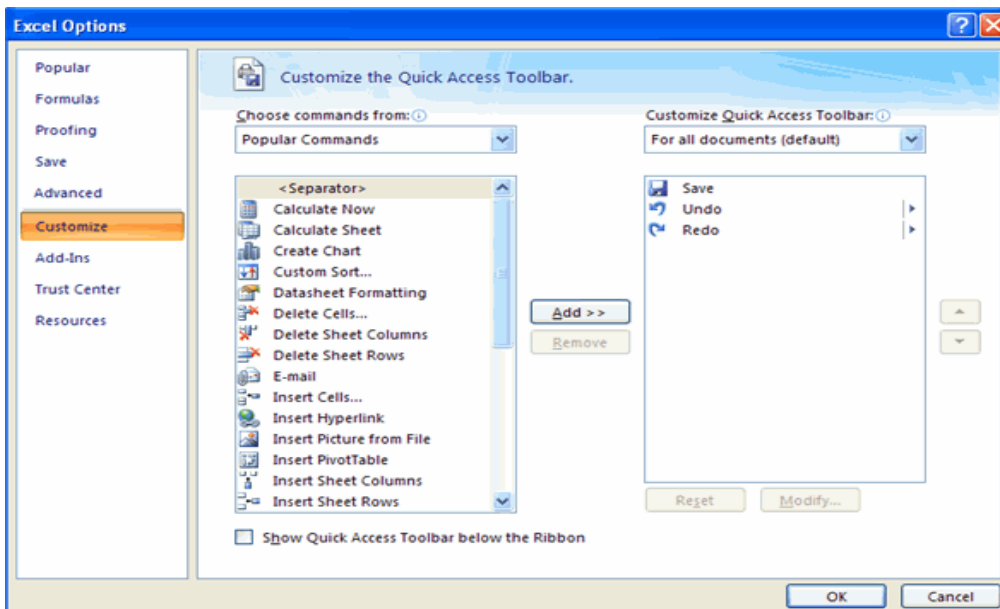 Excel Options
Popular
Formulas
Proofing
Save
Advanced
Customize
Add-Ins
Trust Center
Resources
Customize the Quick Access Toolbar.
Choose commands from:
Popular Commands
<Separator>
Calculate Now
Calculate Sheet
Create Chart
Custom Sort...
Datasheet Formatting
Delete Cells...
Delete Sheet Columns
Delete Sheet Rows
E-mail
Insert Cells...
Insert Hyperlink
Insert Picture from File
Insert PivotTable
Insert Sheet Columns
Insert Sheet Rows
Show Quick Access Toolbar below the Ribbon
Add >>
Remove
Customize Quick Access Toolbar:
For all documents (default)
Save
Undo
Redo
Reset
Modify...
OK
Cancel